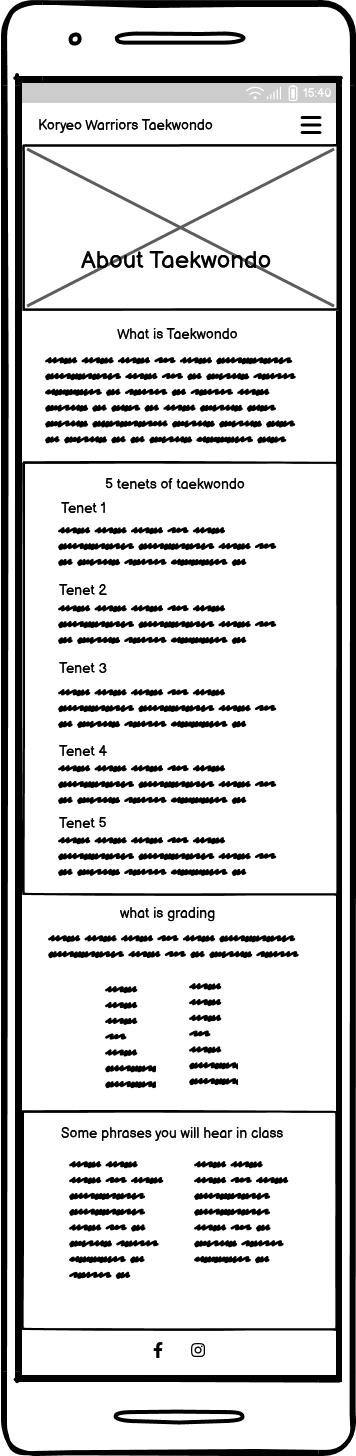 15:40
Koryeo Warriors Taekwondo
About Taekwondo
What is Taekwondo
5 tenets of taekwondo
Tenet 1
Tenet 2
Tenet 3
Tenet 4
Tenet 5
what is grading
Some phrases you will hear in class